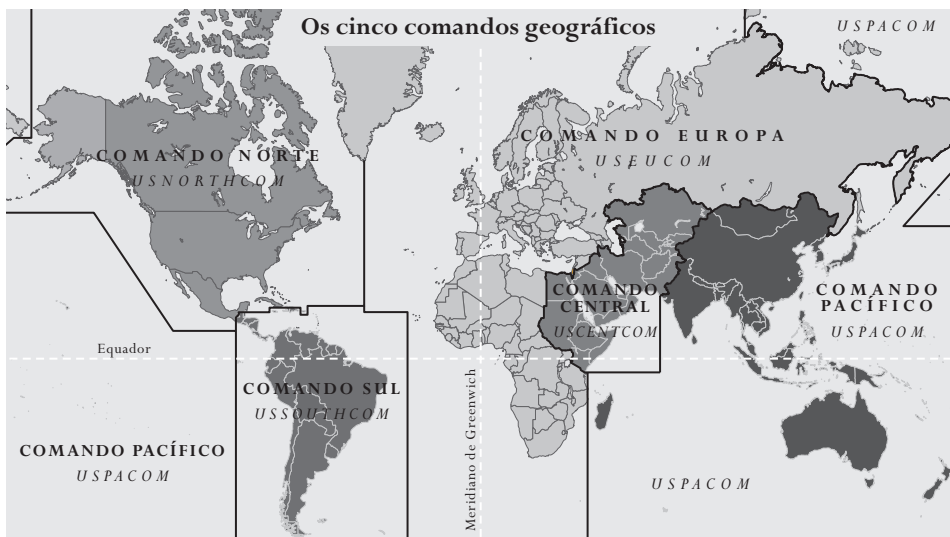 Os cinco comandos geográficos
USPACOM
COMANDO NORTE
USNORTHCOM
COMANDO EUROPA
USEUCOM
COMANDO
CENTRAL
USCENTCOM
COMANDO
PACÍFICO
USPACOM
Equador
COMANDO SUL
USSOUTHCOM
Meridiano de Greenwich
COMANDO PACÍFICO
USPACOM
USPACOM